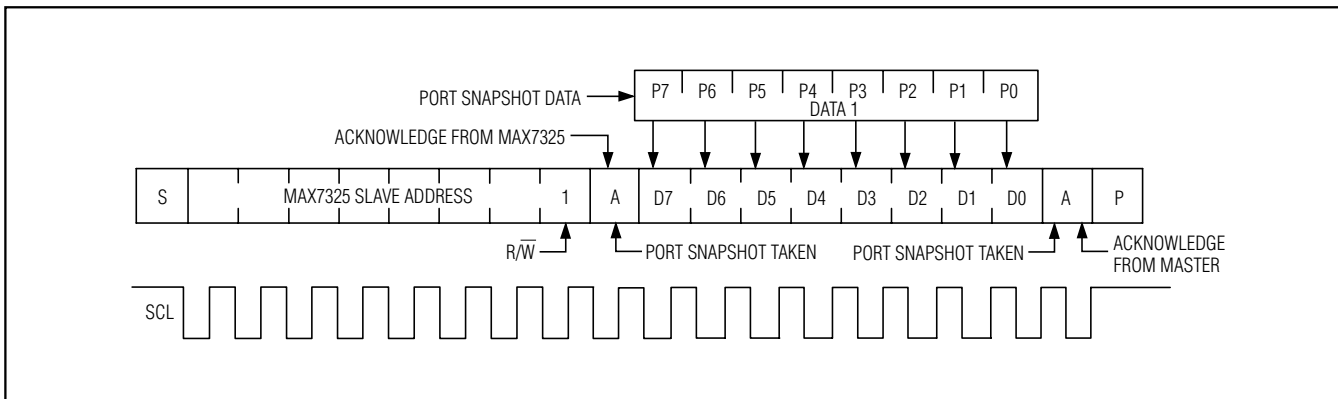 P7 P6 P5 P4 P3 P2 P1 P0
PORT SNAPSHOT DATA
DATA 1
ACKNOWLEDGE FROM MAX7325
S MAX7325 SLAVE ADDRESS 1 A D7 D6 D5 D4 D3 D2 D1 D0 A P
R/W̅ PORT SNAPSHOT TAKEN PORT SNAPSHOT TAKEN ACKNOWLEDGE
FROM MASTER
SCL